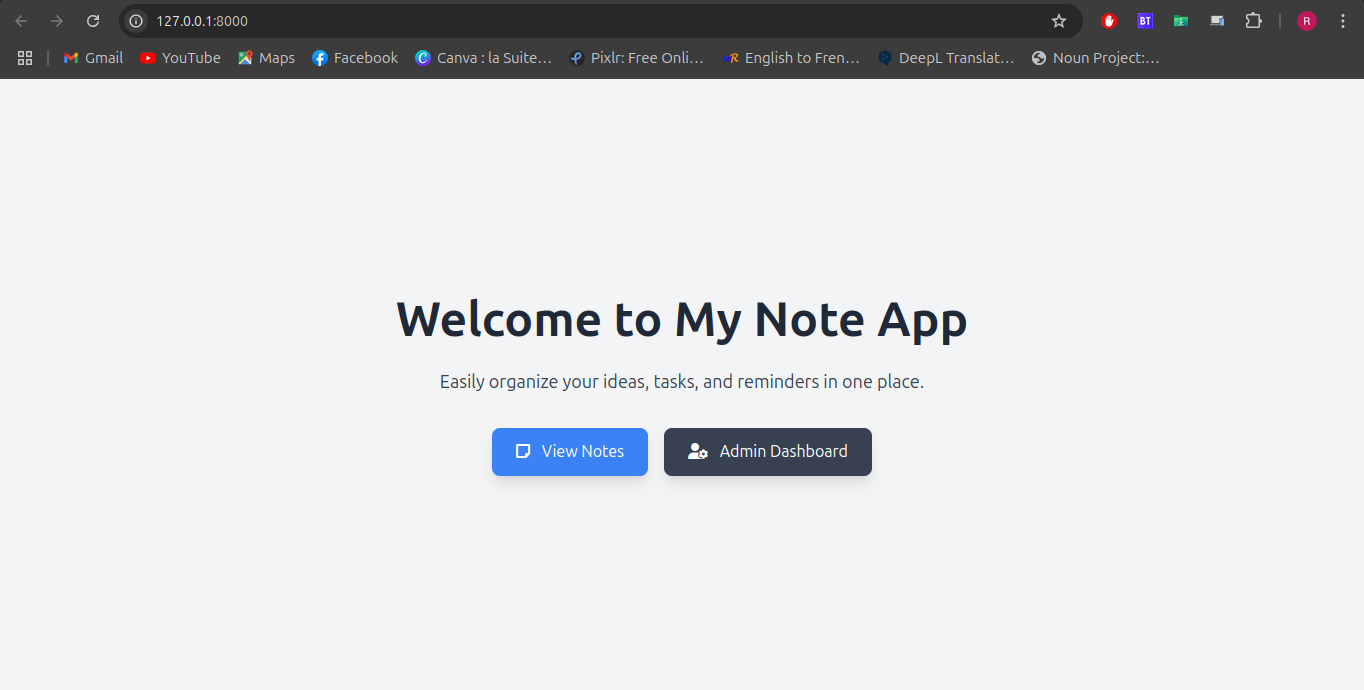 127.0.0.1:8000
BT
R
Gmail YouTube Maps Facebook Canva : la Suite... Pixlr: Free Onli... English to Fren... DeepL Translat... Noun Project:...
Welcome to My Note App
Easily organize your ideas, tasks, and reminders in one place.
View Notes Admin Dashboard